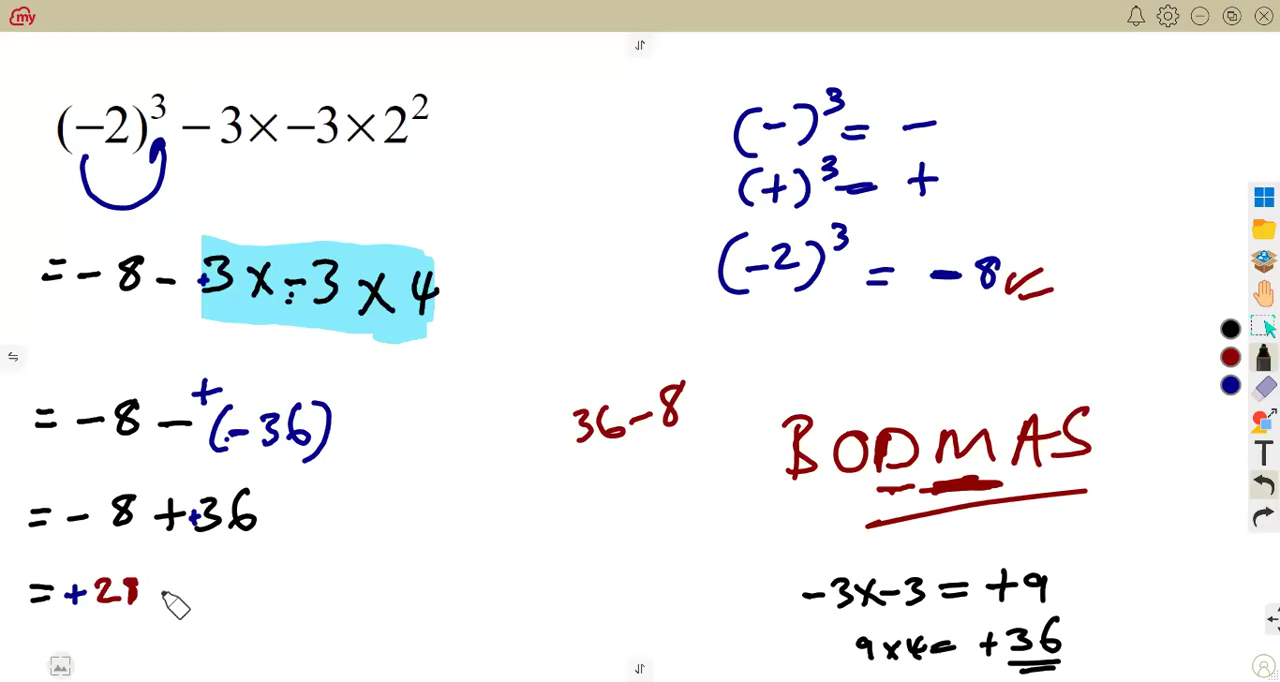 my
(−2)³ − 3 × −3 × 2²
= − 8 − +3 × −3 × 4
= − 8 − + (−36)
= − 8 + +36
= + 28
(−)³ = −
(+)³ = +
(−2)³ = − 8
36 − 8
BODMAS
−3 × −3 = +9
9 × 4 = +36
T